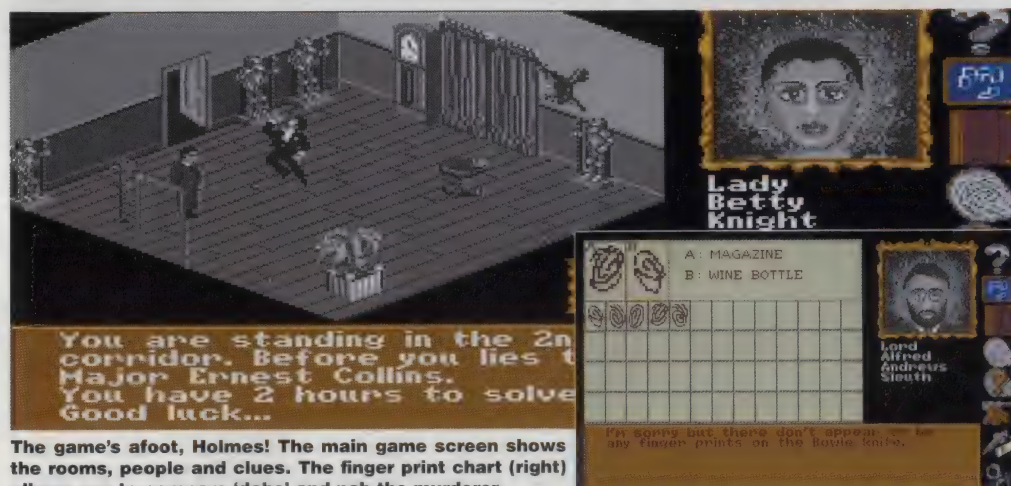 Lady
Betty
Knight
You are standing in the 2n
corridor. Before you lies t
Major Ernest Collins.
You have 2 hours to solve
Good luck...
A : MAGAZINE
B : WINE BOTTLE
Lord
Alfred
Andrews
Sleuth
I'm sorry but there don't appear to be
any finger prints on the Bowie knife.
The game's afoot, Holmes! The main game screen shows
the rooms, people and clues. The finger print chart (right)